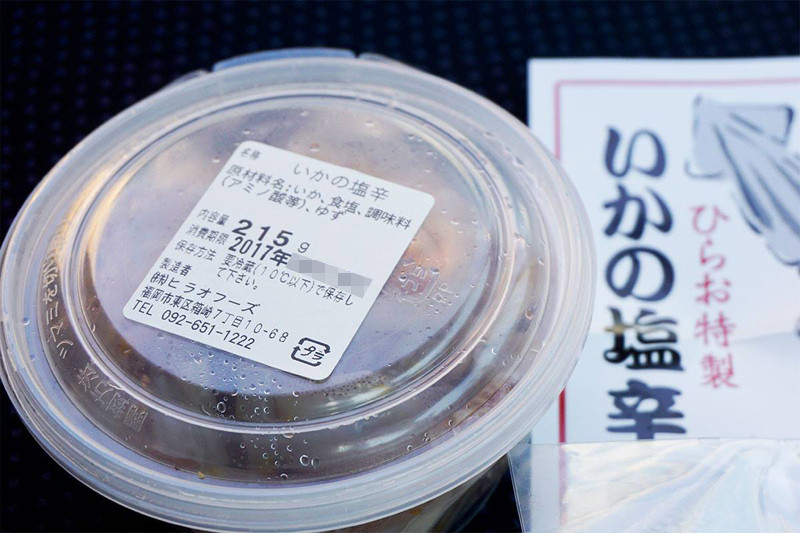 名称 いかの塩辛
原材料名:いか、食塩、調味料
(アミノ酸等)、ゆず
内容量 215g
消費期限 2017年
保存方法 要冷蔵(10℃以下)で保存し
て下さい。
製造者
(株)ヒラオフーズ
福岡市東区箱崎7丁目10-68
TEL 092-651-1222
プラ
開封方法
いかの塩辛
ひらお特製